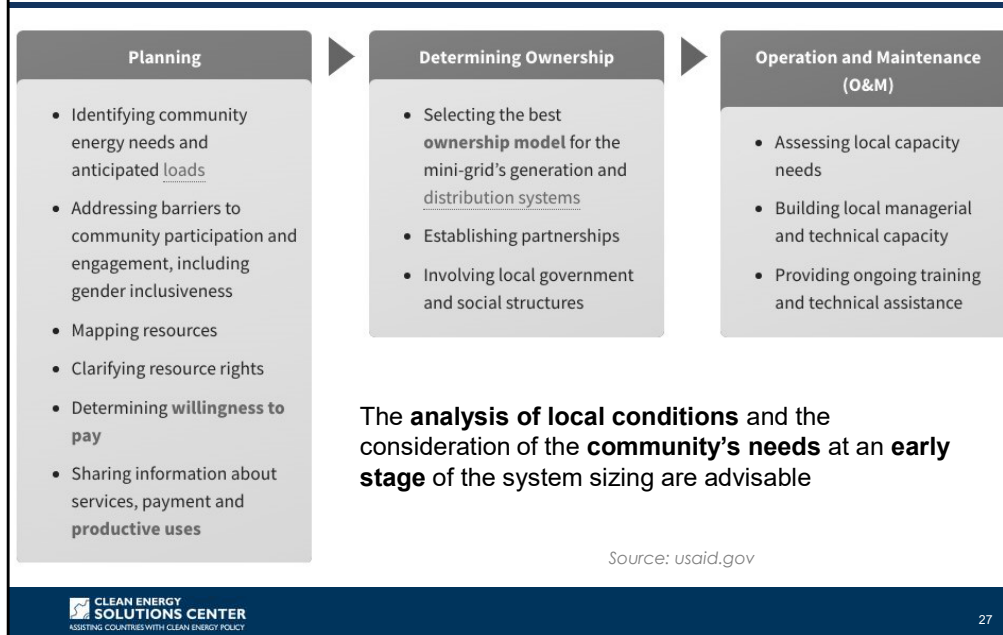 Planning
• Identifying community
energy needs and
anticipated loads
• Addressing barriers to
community participation and
engagement, including
gender inclusiveness
• Mapping resources
• Clarifying resource rights
• Determining willingness to
pay
• Sharing information about
services, payment and
productive uses
Determining Ownership
• Selecting the best
ownership model for the
mini-grid's generation and
distribution systems
• Establishing partnerships
• Involving local government
and social structures
Operation and Maintenance
(O&M)
• Assessing local capacity
needs
• Building local managerial
and technical capacity
• Providing ongoing training
and technical assistance
The analysis of local conditions and the
consideration of the community's needs at an early
stage of the system sizing are advisable
Source: usaid.gov
CLEAN ENERGY
SOLUTIONS CENTER
ASSISTING COUNTRIES WITH CLEAN ENERGY POLICY
27